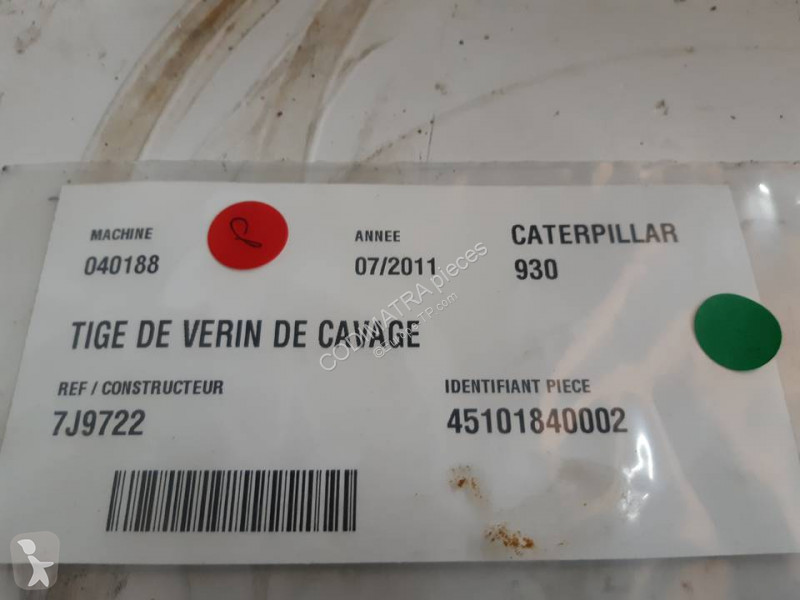 MACHINE
040188
ANNEE
07/2011
CATERPILLAR
930
TIGE DE VERIN DE CAVAGE
REF / CONSTRUCTEUR
7J9722
IDENTIFIANT PIECE
45101840002
CODIMATRA pieces